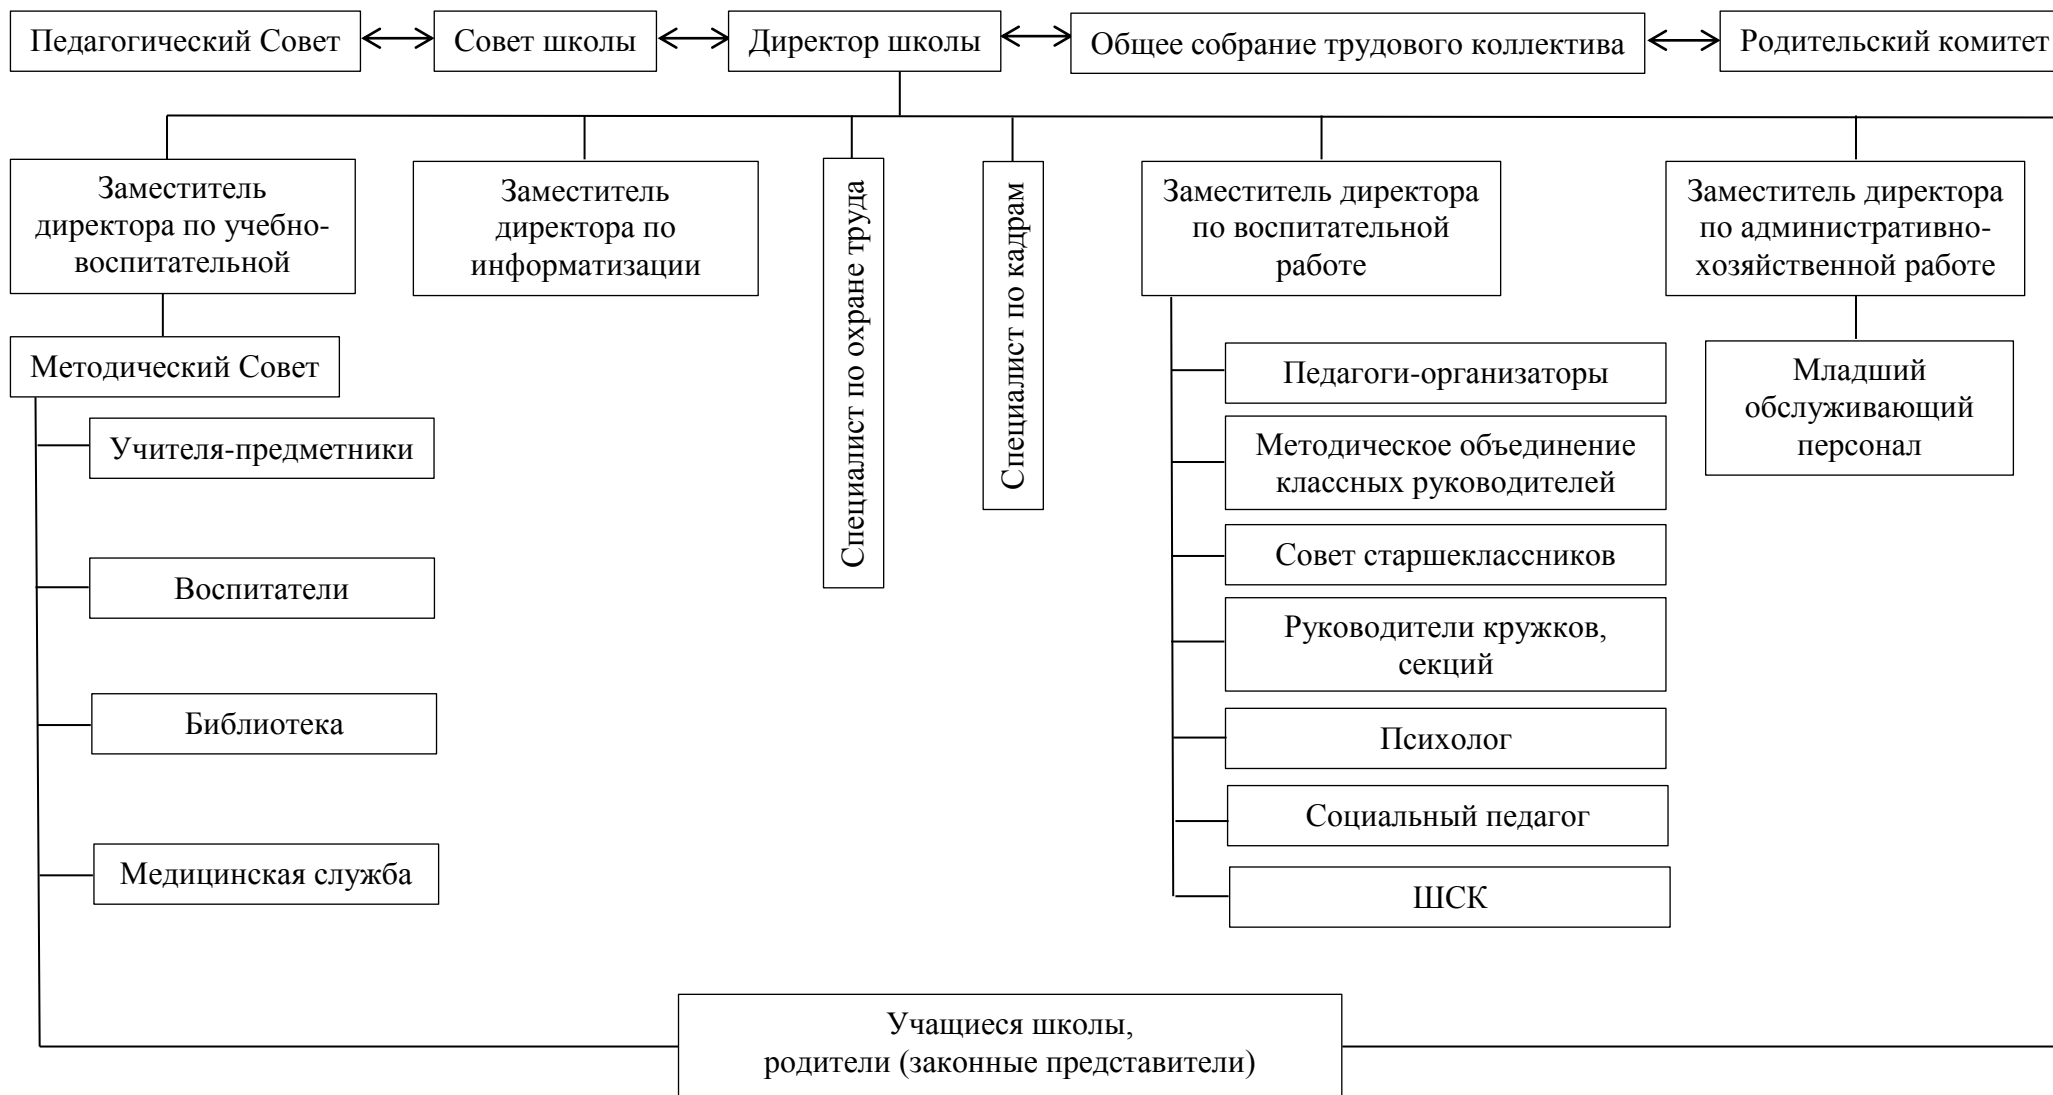 Педагогический Совет
Совет школы
Директор школы
Общее собрание трудового коллектива
Родительский комитет
Заместитель
директора по учебно-
воспитательной
Заместитель
директора по
информатизации
Специалист по охране труда
Специалист по кадрам
Заместитель директора
по воспитательной
работе
Заместитель директора
по административно-
хозяйственной работе
Методический Совет
Учителя-предметники
Воспитатели
Библиотека
Медицинская служба
Педагоги-организаторы
Методическое объединение
классных руководителей
Совет старшеклассников
Руководители кружков,
секций
Психолог
Социальный педагог
ШСК
Младший
обслуживающий
персонал
Учащиеся школы,
родители (законные представители)